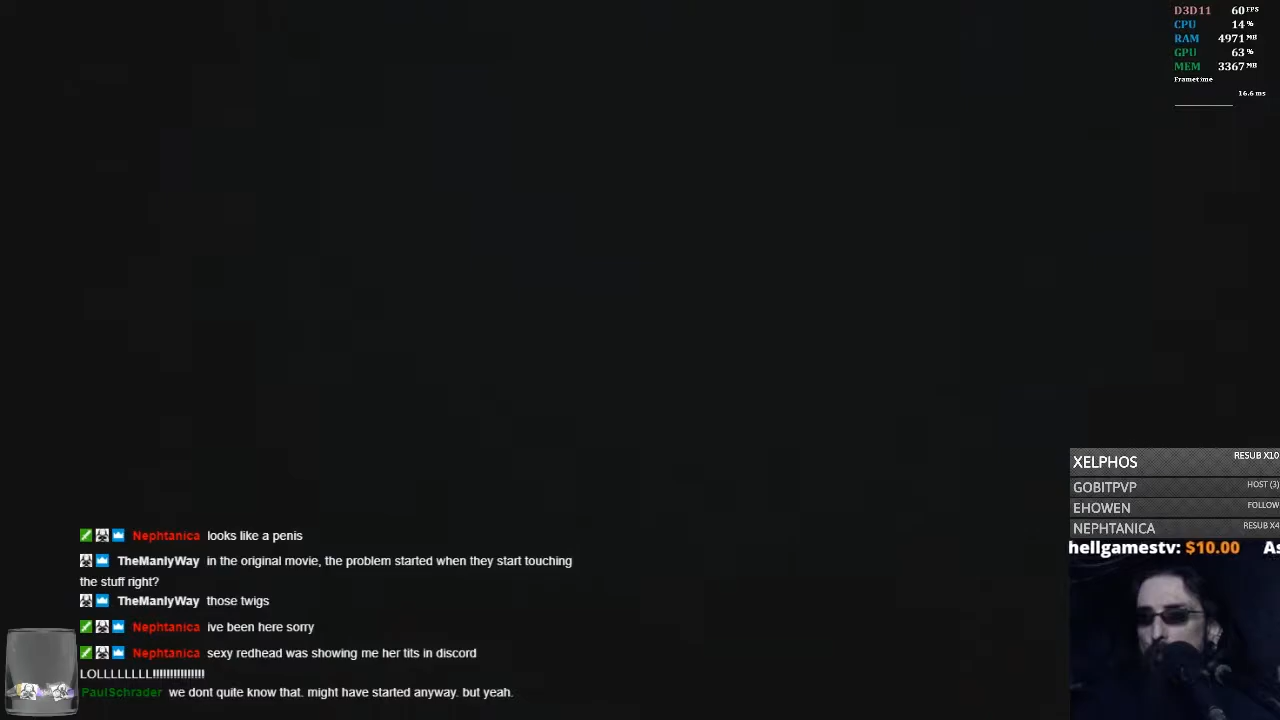 D3D11 60 FPS
CPU 14 %
RAM 4971 MB
GPU 63 %
MEM 3367 MB
Frametime
16.6 ms
XELPHOS RESUB X10
GOBITPVP HOST (3)
EHOWEN FOLLOW
NEPHTANICA RESUB X4
hellgamestv: $10.00 As
Nephtanica looks like a penis
TheManlyWay in the original movie, the problem started when they start touching
the stuff right?
TheManlyWay those twigs
Nephtanica ive been here sorry
Nephtanica sexy redhead was showing me her tits in discord
LOLLLLLLLL!!!!!!!!!!!!!!!
PaulSchrader we dont quite know that. might have started anyway. but yeah.